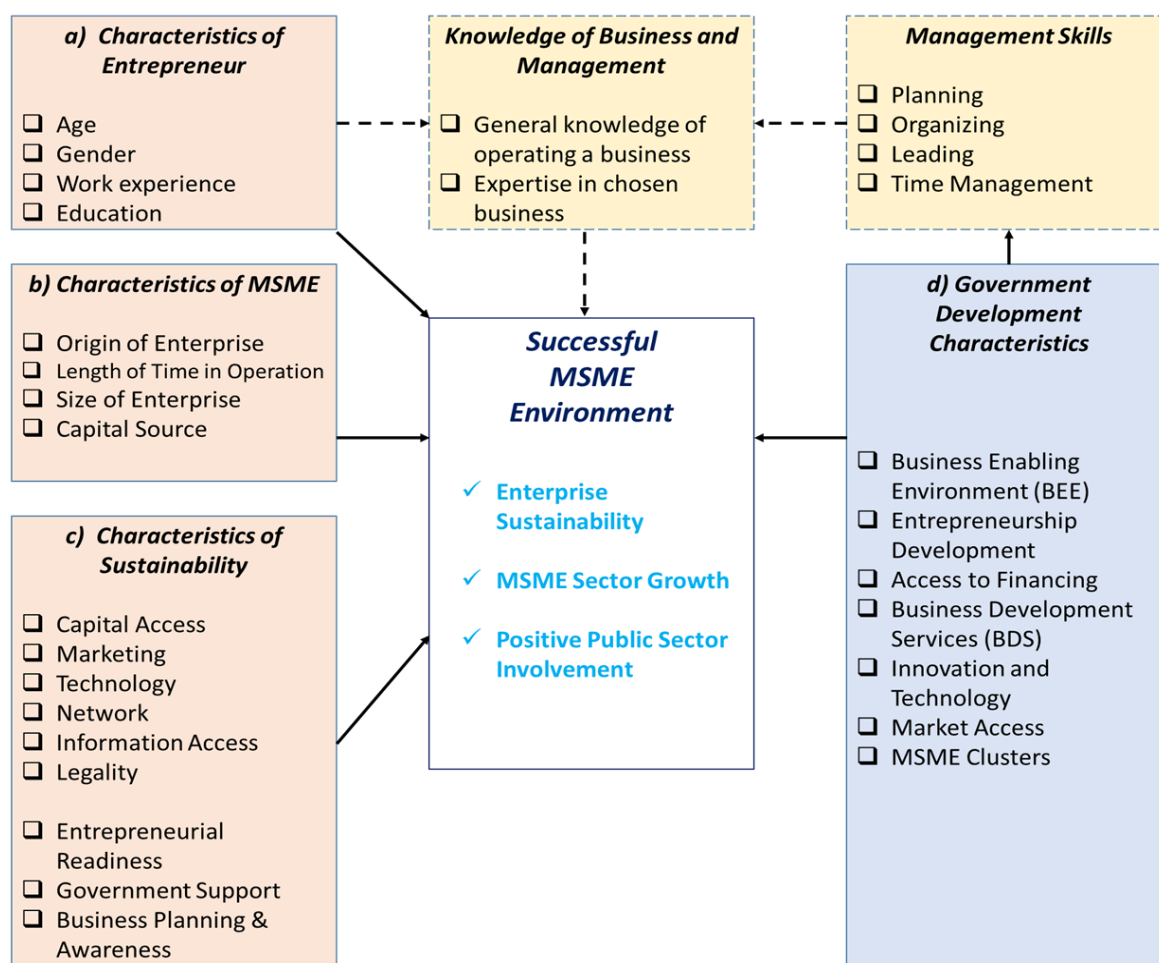 a) Characteristics of
Entrepreneur
❑ Age
❑ Gender
❑ Work experience
❑ Education
Knowledge of Business and
Management
❑ General knowledge of
operating a business
❑ Expertise in chosen
business
Management Skills
❑ Planning
❑ Organizing
❑ Leading
❑ Time Management
b) Characteristics of MSME
❑ Origin of Enterprise
❑ Length of Time in Operation
❑ Size of Enterprise
❑ Capital Source
c) Characteristics of
Sustainability
❑ Capital Access
❑ Marketing
❑ Technology
❑ Network
❑ Information Access
❑ Legality
❑ Entrepreneurial
Readiness
❑ Government Support
❑ Business Planning &
Awareness
Successful
MSME
Environment
✓ Enterprise
Sustainability
✓ MSME Sector Growth
✓ Positive Public Sector
Involvement
d) Government
Development
Characteristics
❑ Business Enabling
Environment (BEE)
❑ Entrepreneurship
Development
❑ Access to Financing
❑ Business Development
Services (BDS)
❑ Innovation and
Technology
❑ Market Access
❑ MSME Clusters